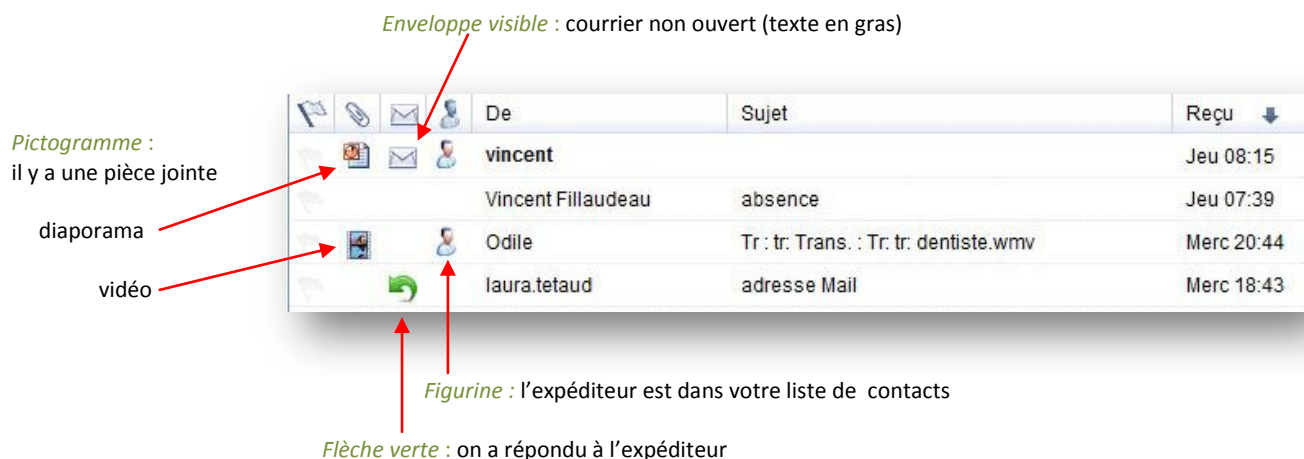 Enveloppe visible : courrier non ouvert (texte en gras)
De Sujet Reçu
Pictogramme :
il y a une pièce jointe
vincent Jeu 08:15
Vincent Fillaudeau absence Jeu 07:39
diaporama
Odile Tr : tr: Trans. : Tr: tr: dentiste.wmv Merc 20:44
vidéo
laura.tetaud adresse Mail Merc 18:43
Figurine : l'expéditeur est dans votre liste de contacts
Flèche verte : on a répondu à l'expéditeur